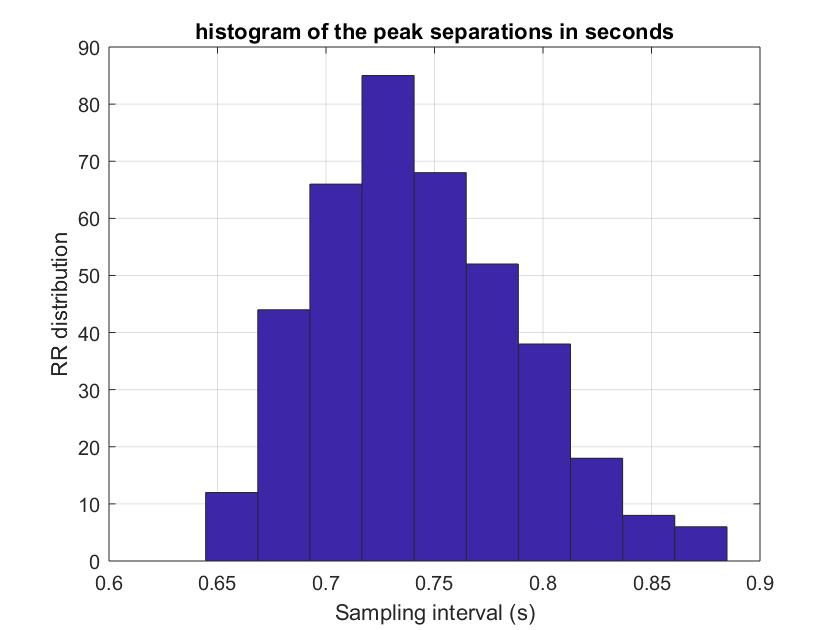 histogram of the peak separations in seconds
90
80
70
60
50
40
30
20
10
0
RR distribution
0.6 0.65 0.7 0.75 0.8 0.85 0.9
Sampling interval (s)